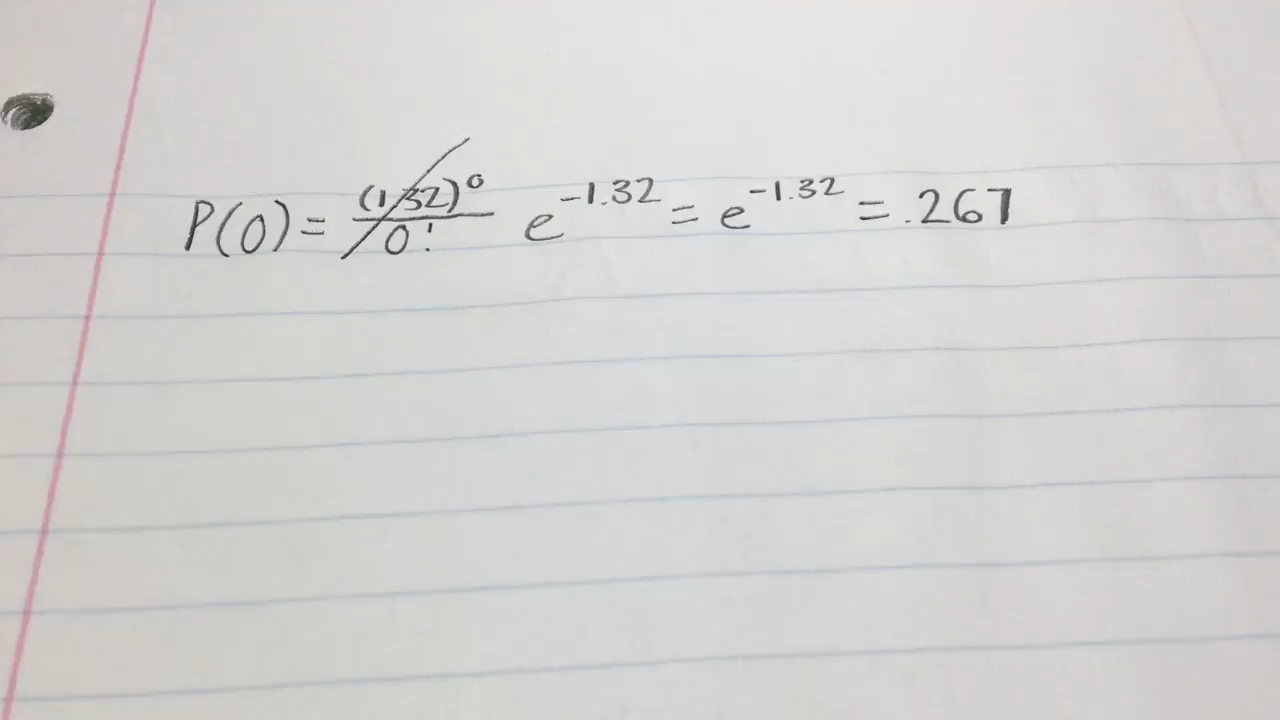 P(0) = (1.32)⁰/0! e^-1.32 = e^-1.32 = .267